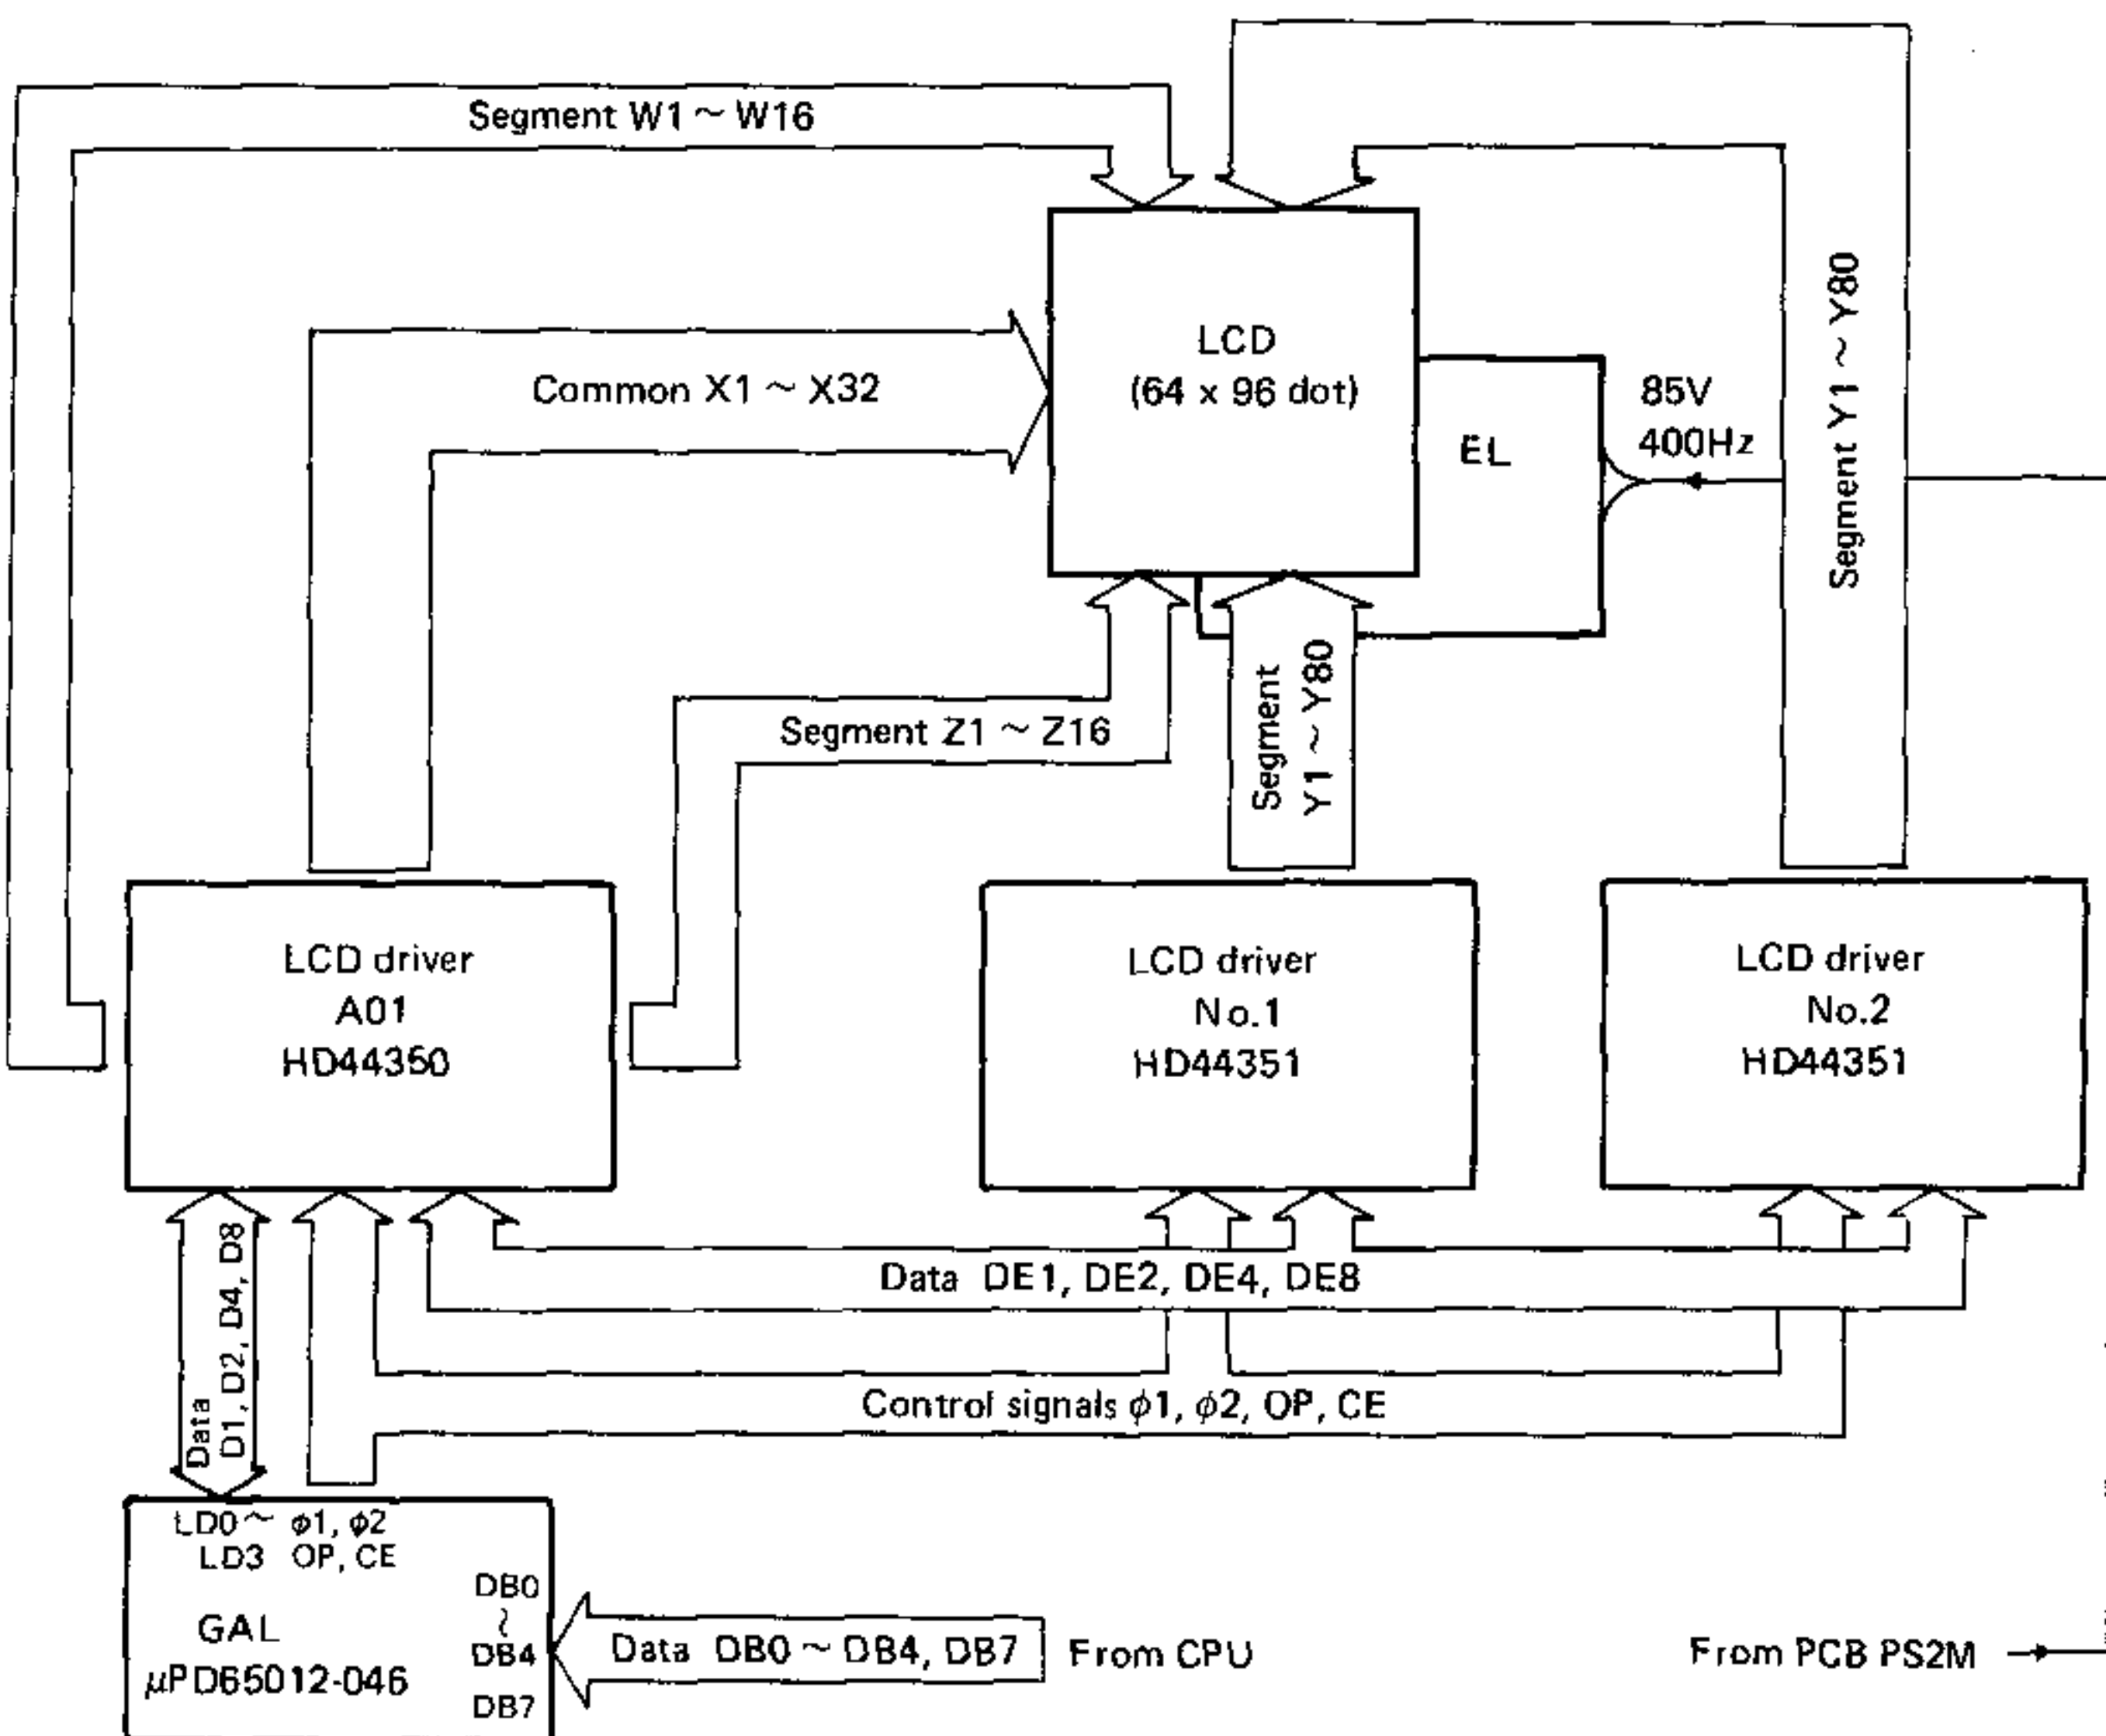 Segment W1 ~ W16
Segment Y1 ~ Y80
LCD
(64 x 96 dot)
Common X1 ~ X32
85V
400Hz
EL
Segment Z1 ~ Z16
Segment
Y1 ~ Y80
LCD driver
A01
HD44350
LCD driver
No.1
HD44351
LCD driver
No.2
HD44351
Data
D1, D2, D4, D8
Data DE1, DE2, DE4, DE8
Control signals ϕ1, ϕ2, OP, CE
LD0 ~ ϕ1, ϕ2
LD3 OP, CE
DB0
~
DB4
DB7
GAL
μPD65012-046
Data DB0 ~ DB4, DB7
From CPU
From PCB PS2M